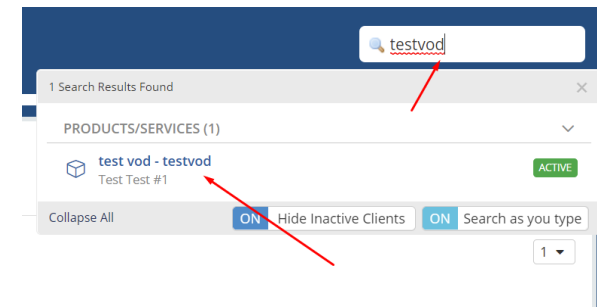 testvod
1 Search Results Found
PRODUCTS/SERVICES (1)
test vod - testvod
Test Test #1
ACTIVE
Collapse All
ON Hide Inactive Clients
ON Search as you type
1